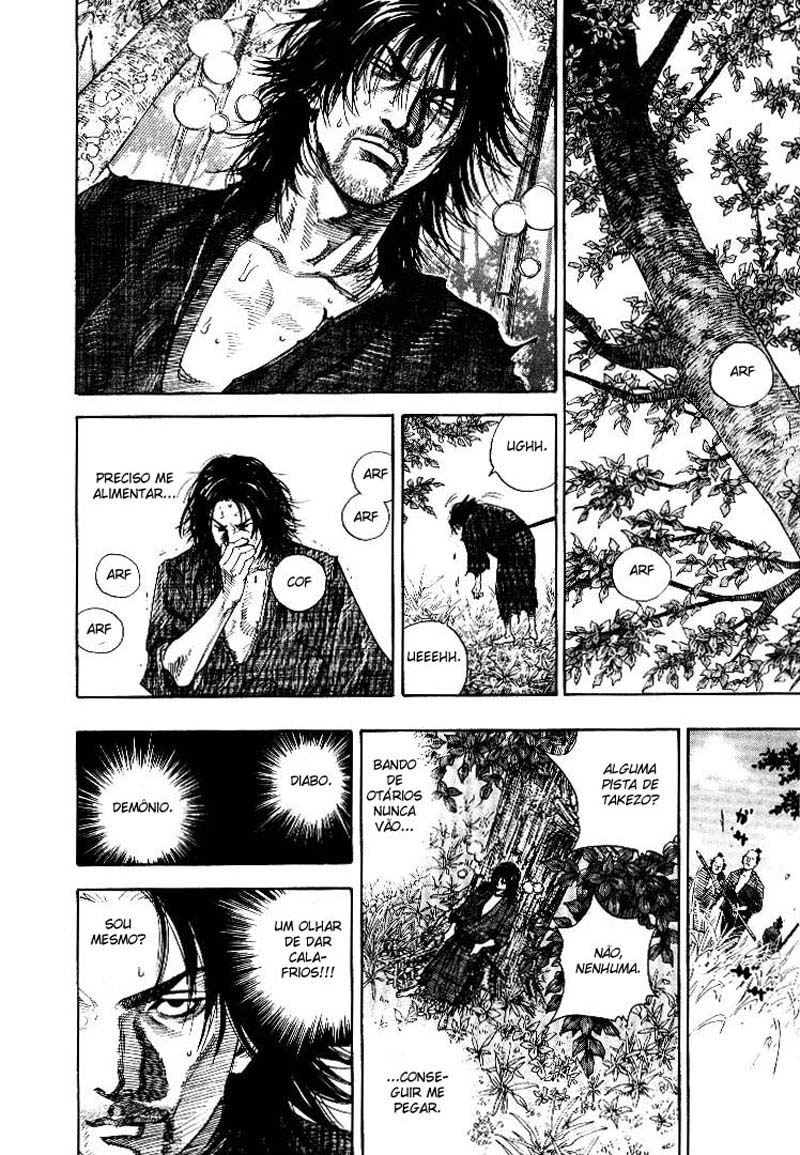 ARF
ARF
UGHH.
UEEEHH.
ARF
ARF
PRECISO ME
ALIMENTAR...
COF
ARF
ARF
ALGUMA
PISTA DE
TAKEZO?
NÃO,
NENHUMA.
BANDO
DE
OTÁRIOS
NUNCA
VÃO...
...CONSE-
GUIR ME
PEGAR.
DIABO.
DEMÔNIO.
UM OLHAR
DE DAR
CALA-
FRIOS!!!
SOU
MESMO?